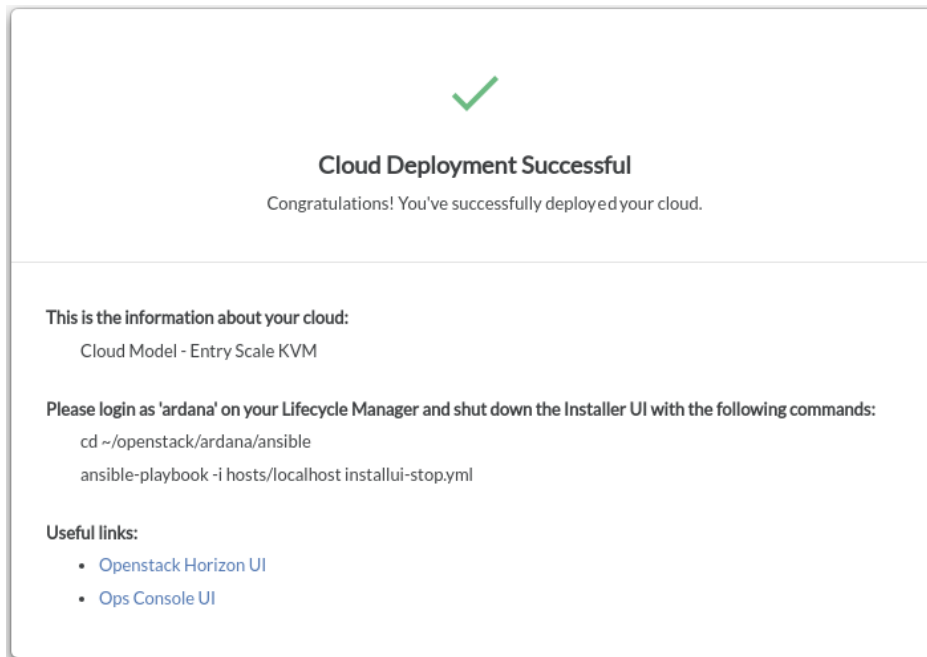 Cloud Deployment Successful
Congratulations! You've successfully deployed your cloud.
This is the information about your cloud:
Cloud Model - Entry Scale KVM
Please login as 'ardana' on your Lifecycle Manager and shut down the Installer UI with the following commands:
cd ~/openstack/ardana/ansible
ansible-playbook -i hosts/localhost installui-stop.yml
Useful links:
• Openstack Horizon UI
• Ops Console UI